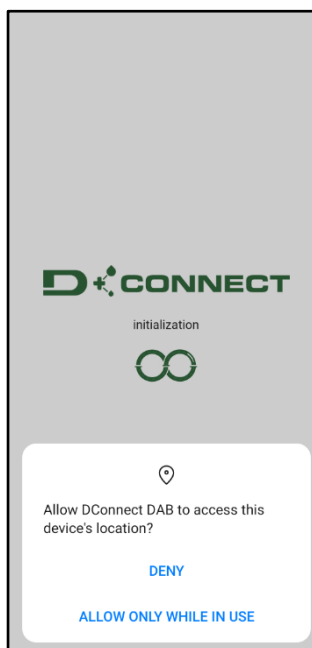 D+CONNECT
initialization
Allow DConnect DAB to access this
device's location?
DENY
ALLOW ONLY WHILE IN USE